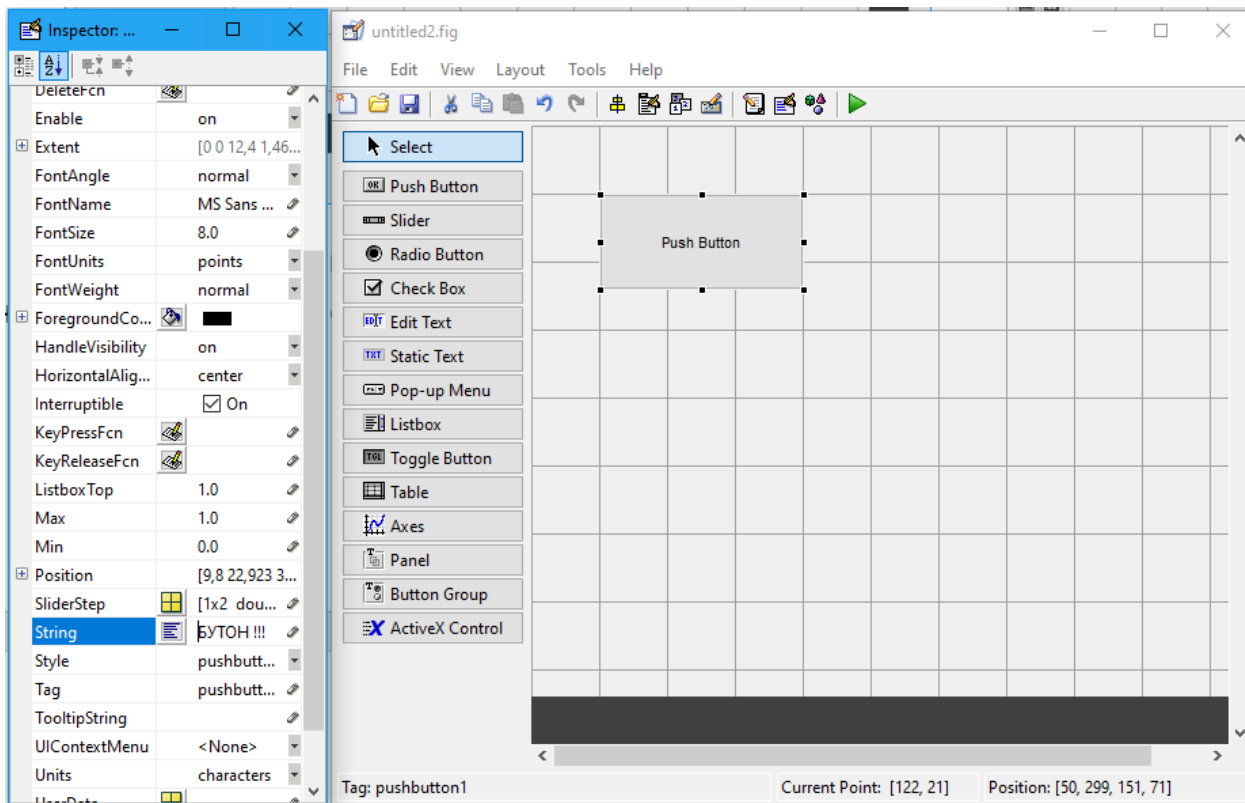 Inspector: ...
DeleteFcn
Enable on
Extent [0 0 12,4 1,46...
FontAngle normal
FontName MS Sans ...
FontSize 8.0
FontUnits points
FontWeight normal
ForegroundCo...
HandleVisibility on
HorizontalAlig... center
Interruptible On
KeyPressFcn
KeyReleaseFcn
ListboxTop 1.0
Max 1.0
Min 0.0
Position [9,8 22,923 3...
SliderStep [1x2 dou...
String БУТОН !!!
Style pushbutt...
Tag pushbutt...
TooltipString
UIContextMenu <None>
Units characters
UserData
untitled2.fig
File Edit View Layout Tools Help
Select
OK Push Button
Slider
Radio Button
Check Box
EDIT Edit Text
TXT Static Text
Pop-up Menu
Listbox
TGL Toggle Button
Table
Axes
Panel
Button Group
ActiveX Control
Push Button
Tag: pushbutton1 Current Point: [122, 21] Position: [50, 299, 151, 71]